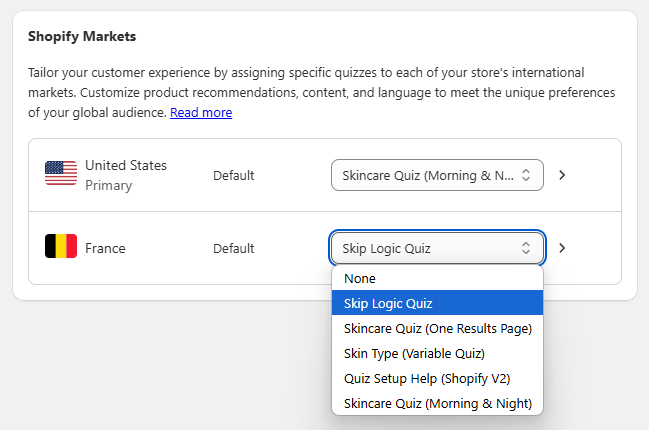 Shopify Markets
Tailor your customer experience by assigning specific quizzes to each of your store's international
markets. Customize product recommendations, content, and language to meet the unique preferences
of your global audience. Read more
United States
Primary
Default
Skincare Quiz (Morning & N...
France
Default
Skip Logic Quiz
None
Skip Logic Quiz
Skincare Quiz (One Results Page)
Skin Type (Variable Quiz)
Quiz Setup Help (Shopify V2)
Skincare Quiz (Morning & Night)